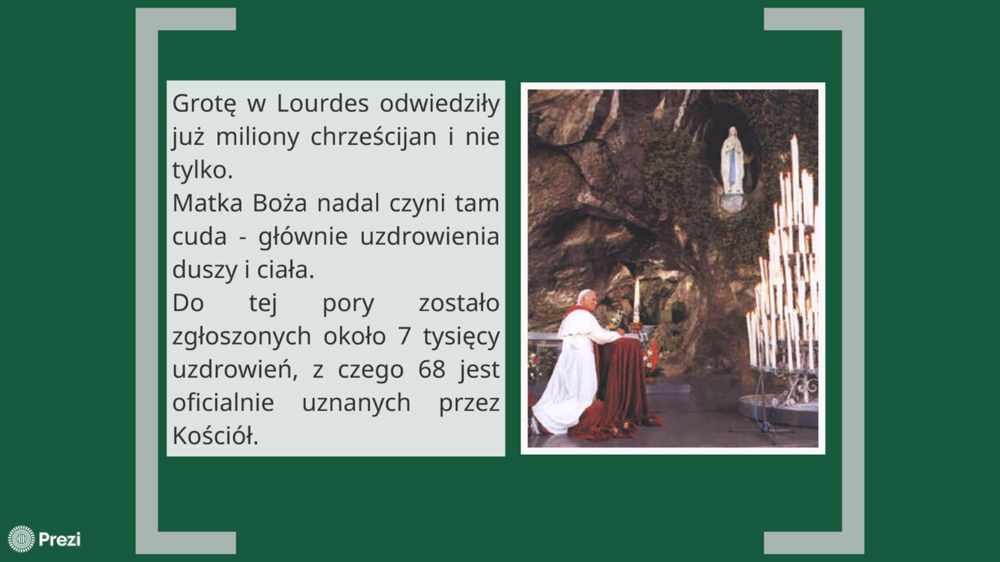 Grotę w Lourdes odwiedziły
już miliony chrześcijan i nie
tylko.
Matka Boża nadal czyni tam
cuda - głównie uzdrowienia
duszy i ciała.
Do tej pory zostało
zgłoszonych około 7 tysięcy
uzdrowień, z czego 68 jest
oficialnie uznanych przez
Kościół.
Prezi